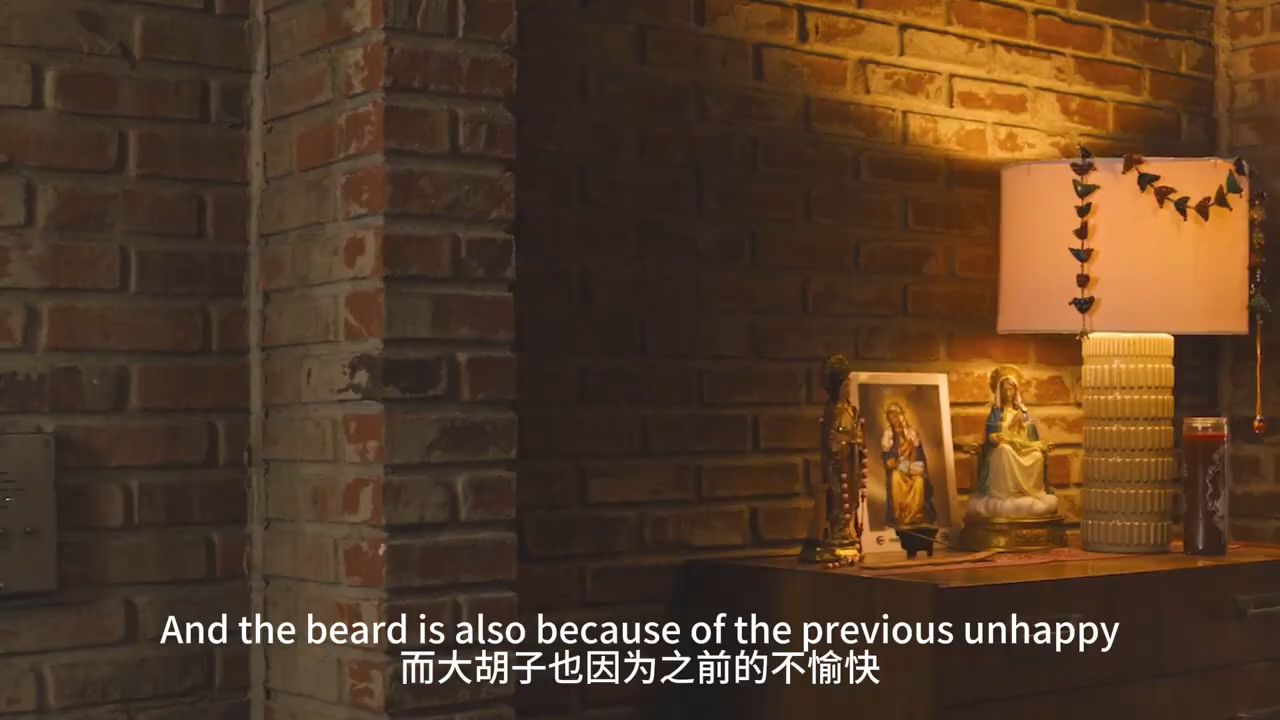 And the beard is also because of the previous unhappy
而大胡子也因为之前的不愉快